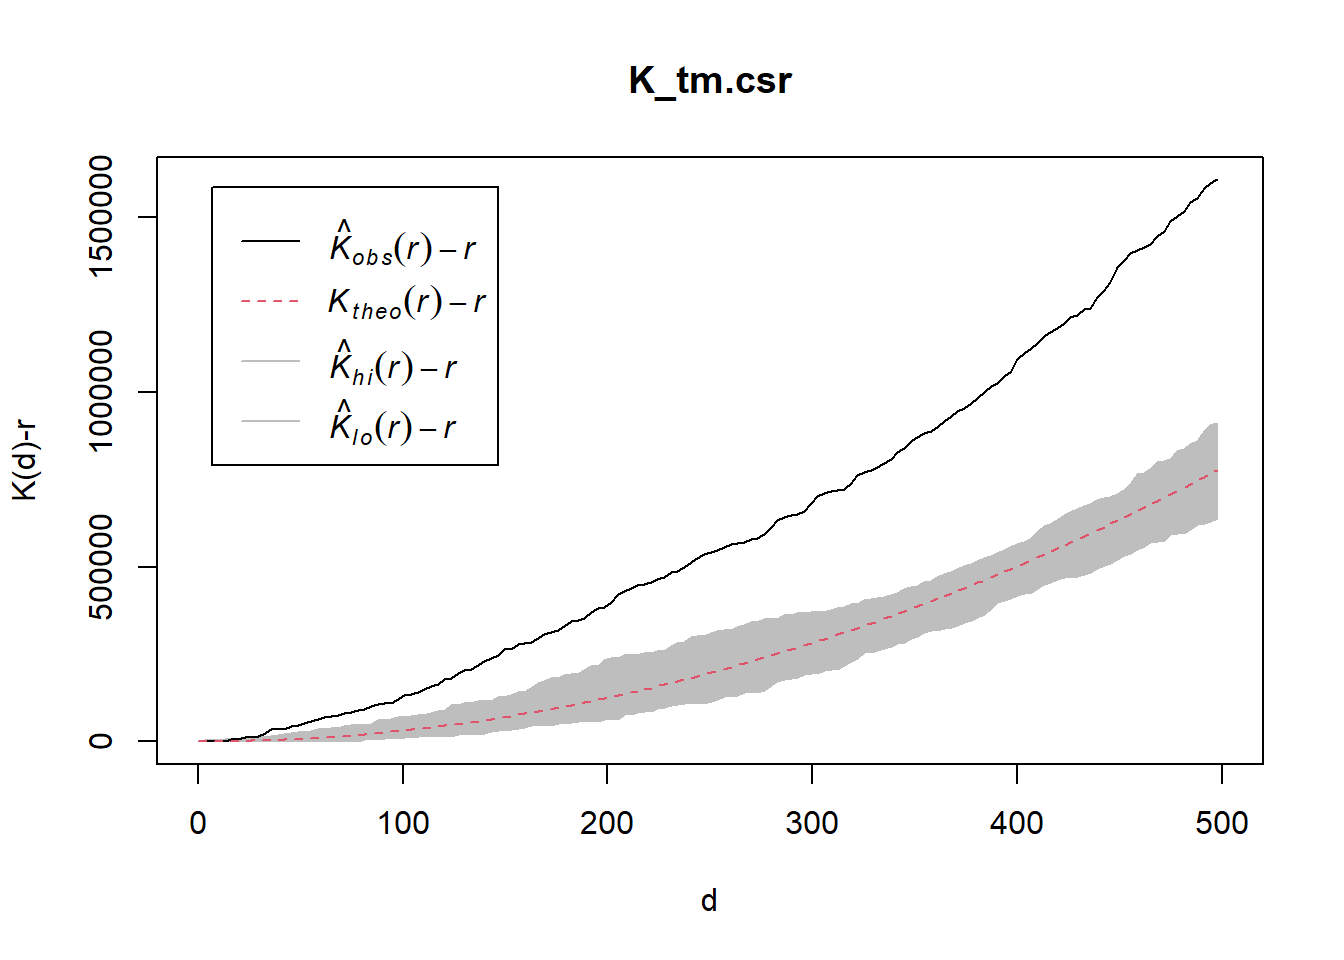 K_tm.csr
K̂obs(r) – r
Ktheo(r) – r
K̂hi(r) – r
K̂lo(r) – r
K(d)-r
1500000
1000000
500000
0
0 100 200 300 400 500
d